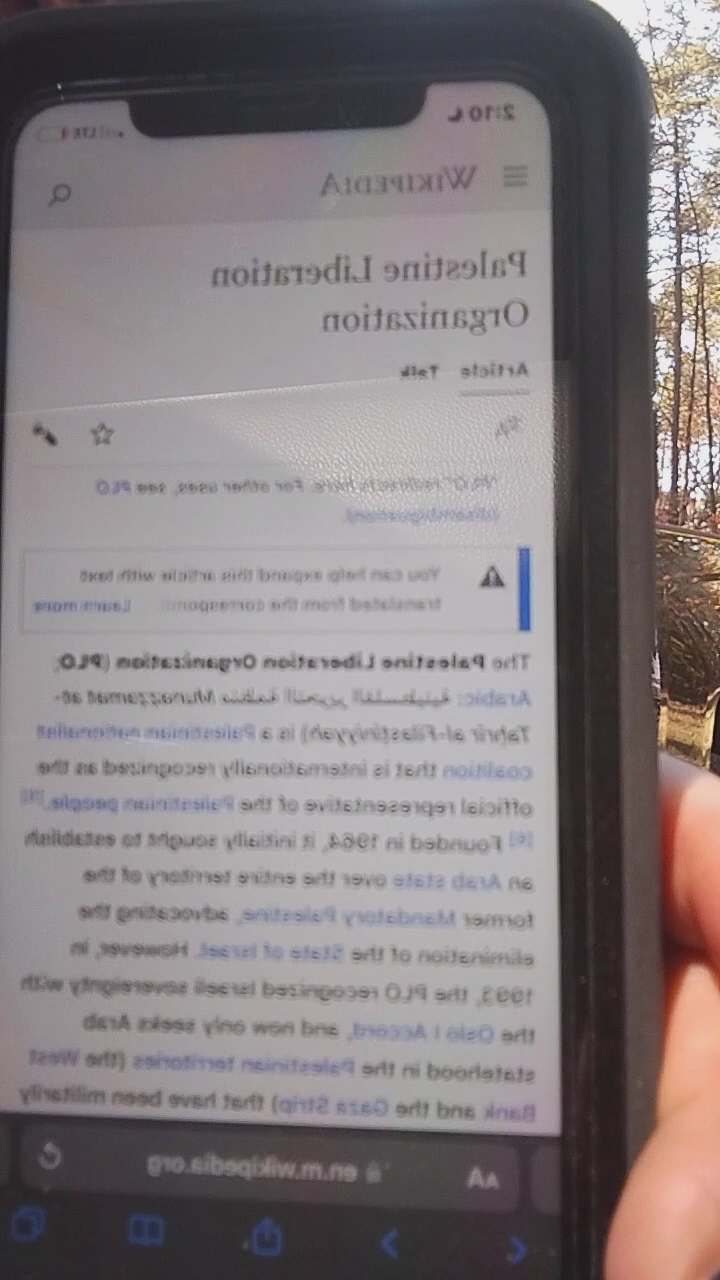 2:10
LTE
WIKIPEDIA
Palestine Liberation
Organization
Article Talk
"PLO" redirects here. For other uses, see PLO
(disambiguation).
You can help expand this article with text
translated from the correspon Learn more
The Palestine Liberation Organization (PLO;
Arabic: منظمة التحرير الفلسطينية Munaẓẓamat at-
Taḥrīr al-Filasṭīniyyah) is a Palestinian nationalist
coalition that is internationally recognized as the
official representative of the Palestinian people.
Founded in 1964, it initially sought to establish
an Arab state over the entire territory of the
former Mandatory Palestine, advocating the
elimination of the State of Israel. However, in
1993, the PLO recognized Israeli sovereignty with
the Oslo I Accord, and now only seeks Arab
statehood in the Palestinian territories (the West
Bank and the Gaza Strip) that have been militarily
AA en.m.wikipedia.org